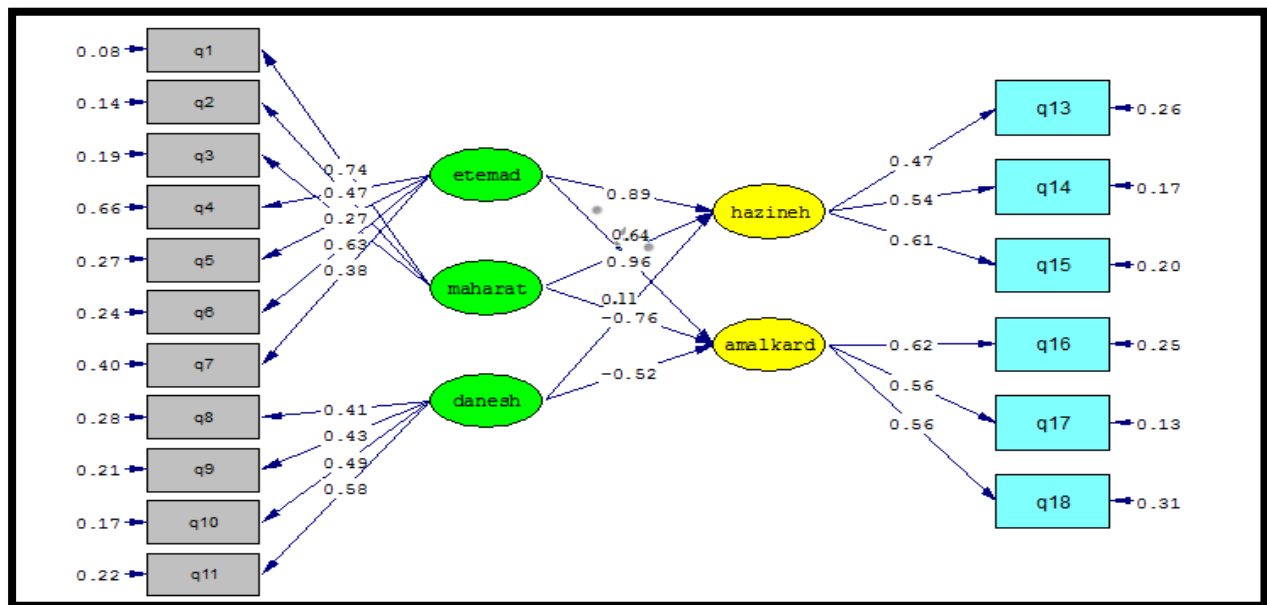 0.08 q1
0.14 q2
0.19 q3
0.66 q4
0.27 q5
0.24 q6
0.40 q7
0.28 q8
0.21 q9
0.17 q10
0.22 q11
0.74
0.47
0.27
0.63
0.38
0.41
0.43
0.49
0.58
etemad
maharat
danesh
0.89
0.64
0.96
0.11
-0.76
-0.52
hazineh
amalkard
0.47
0.54
0.61
0.62
0.56
0.56
q13 0.26
q14 0.17
q15 0.20
q16 0.25
q17 0.13
q18 0.31